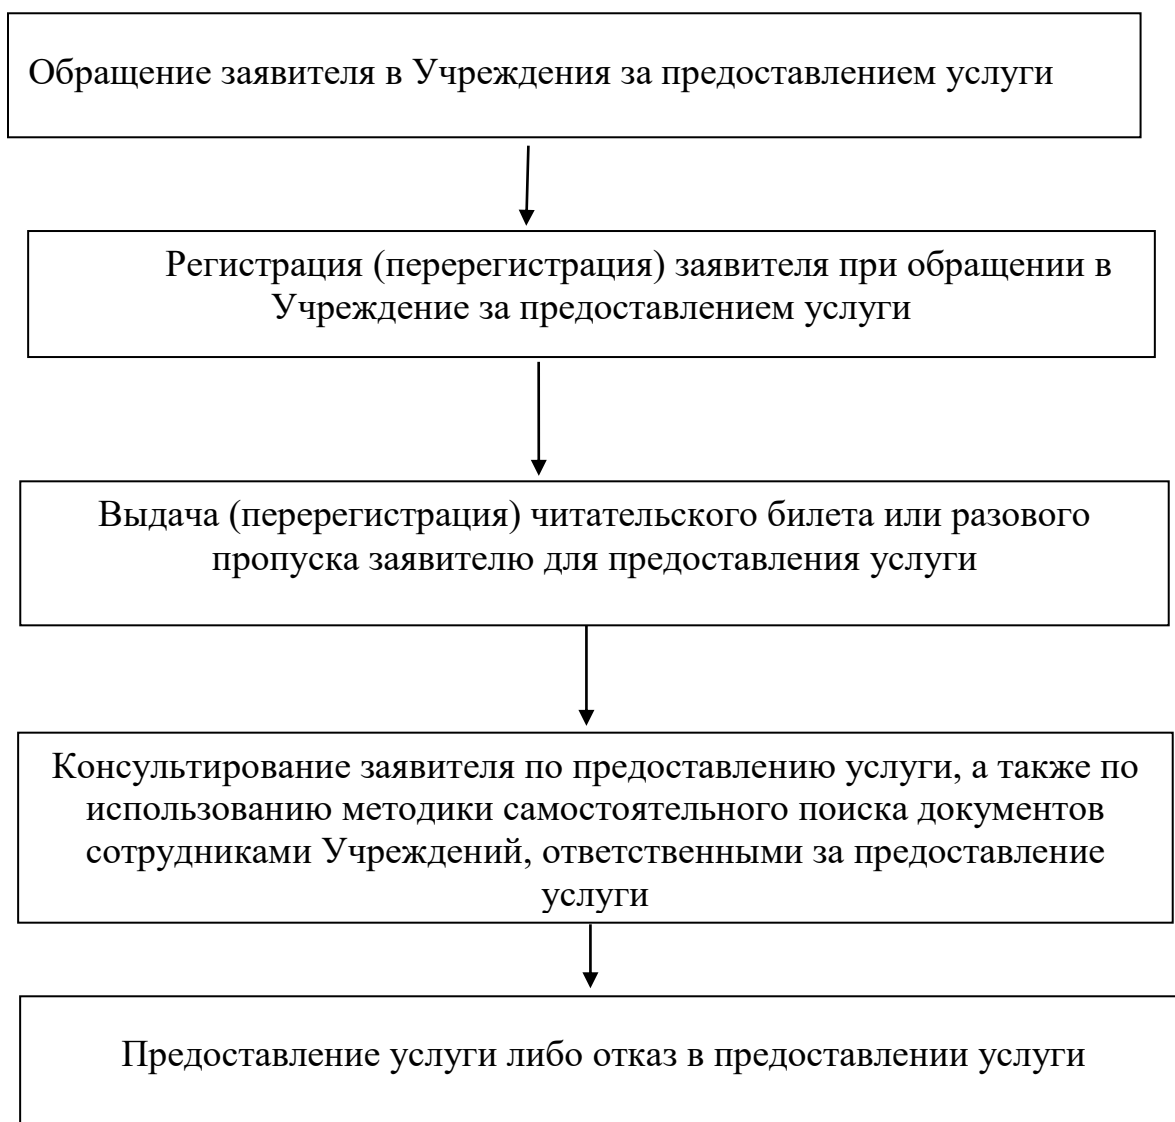 Обращение заявителя в Учреждения за предоставлением услуги
Регистрация (перерегистрация) заявителя при обращении в
Учреждение за предоставлением услуги
Выдача (перерегистрация) читательского билета или разового
пропуска заявителю для предоставления услуги
Консультирование заявителя по предоставлению услуги, а также по
использованию методики самостоятельного поиска документов
сотрудниками Учреждений, ответственными за предоставление
услуги
Предоставление услуги либо отказ в предоставлении услуги